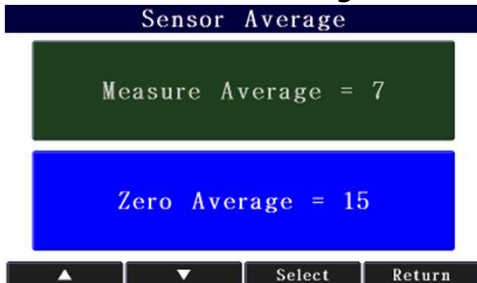 Sensor Average
Measure Average = 7
Zero Average = 15
▲ ▼ Select Return